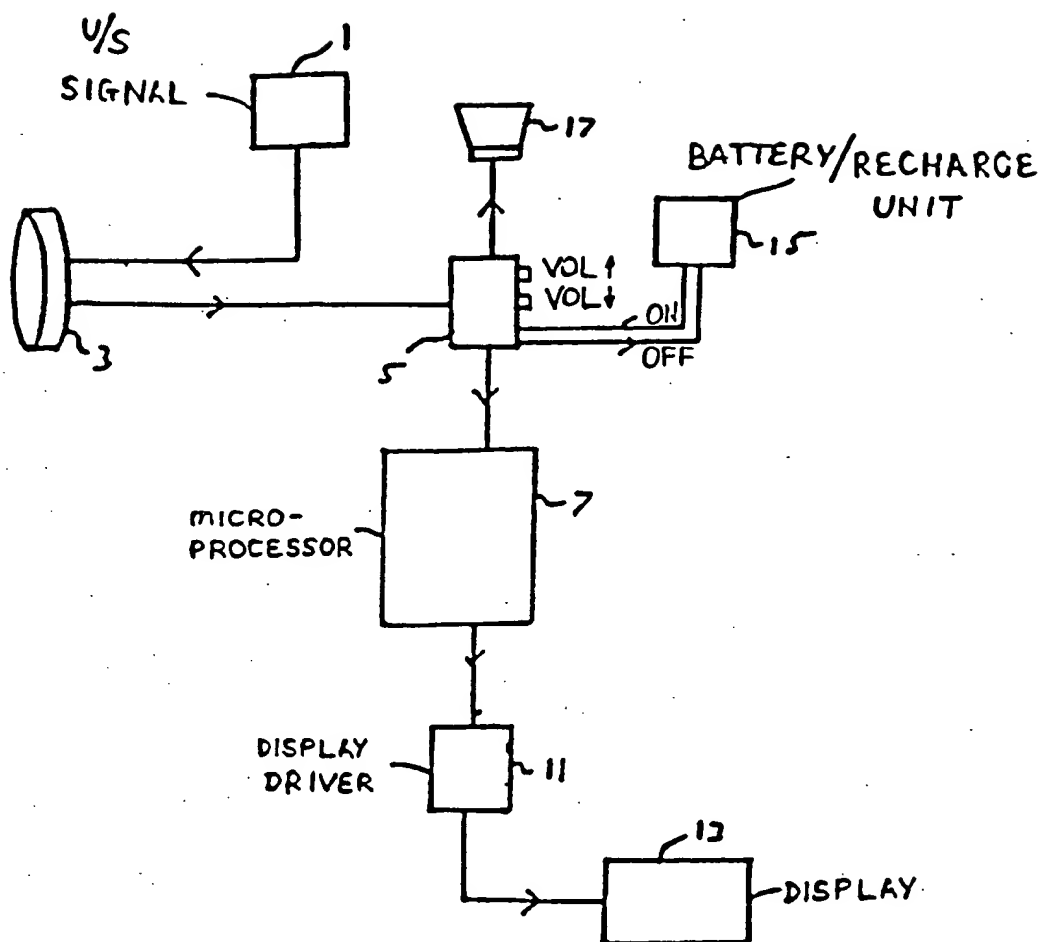 U/S
SIGNAL
1
17
BATTERY/RECHARGE
UNIT
15
3
VOL↑
VOL↓
ON
OFF
5
7
MICRO-
PROCESSOR
DISPLAY
DRIVER
11
13
DISPLAY